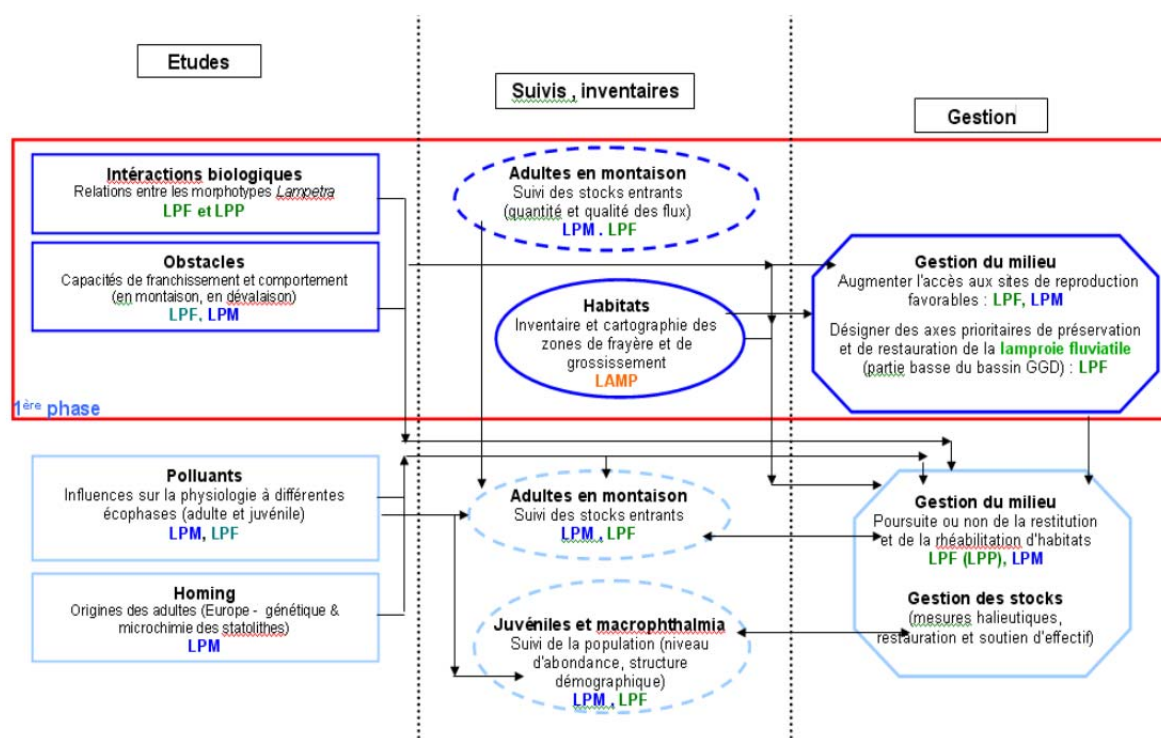 Etudes
Suivis , inventaires
Gestion
Intéractions biologiques
Relations entre les morphotypes Lampetra
LPF et LPP
Obstacles
Capacités de franchissement et comportement
(en montaison, en dévalaison)
LPF, LPM
Adultes en montaison
Suivi des stocks entrants
(quantité et qualité des flux)
LPM . LPF
Habitats
Inventaire et cartographie des
zones de frayère et de
grossissement
LAMP
Gestion du milieu
Augmenter l'accès aux sites de reproduction
favorables : LPF, LPM
Désigner des axes prioritaires de préservation
et de restauration de la lamproie fluviatile
(partie basse du bassin GGD) : LPF
1ère phase
Polluants
Influences sur la physiologie à différentes
écophases (adulte et juvénile)
LPM, LPF
Homing
Origines des adultes (Europe - génétique &
microchimie des statolithes)
LPM
Adultes en montaison
Suivi des stocks entrants
LPM , LPF
Juvéniles et macrophthalmia
Suivi de la population (niveau
d'abondance, structure
démographique)
LPM , LPF
Gestion du milieu
Poursuite ou non de la restitution
et de la rhéabilitation d'habitats
LPF (LPP), LPM
Gestion des stocks
(mesures halieutiques,
restauration et soutien d'effectif)